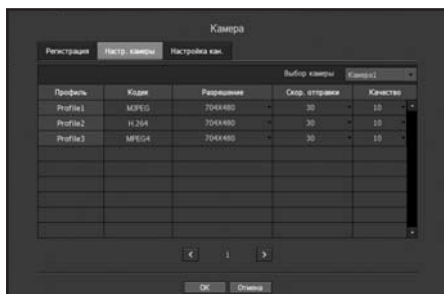 Камера
Регистрация Настр. камеры Настройка кан.
Выбор камеры Камера1
Профиль Кодек Разрешение Скор. отправки Качество
Profile1 MJPEG 704X480 30 10
Profile2 H.264 704X480 30 10
Profile3 MPEG4 704X480 30 10
< 1 >
OK Отмена